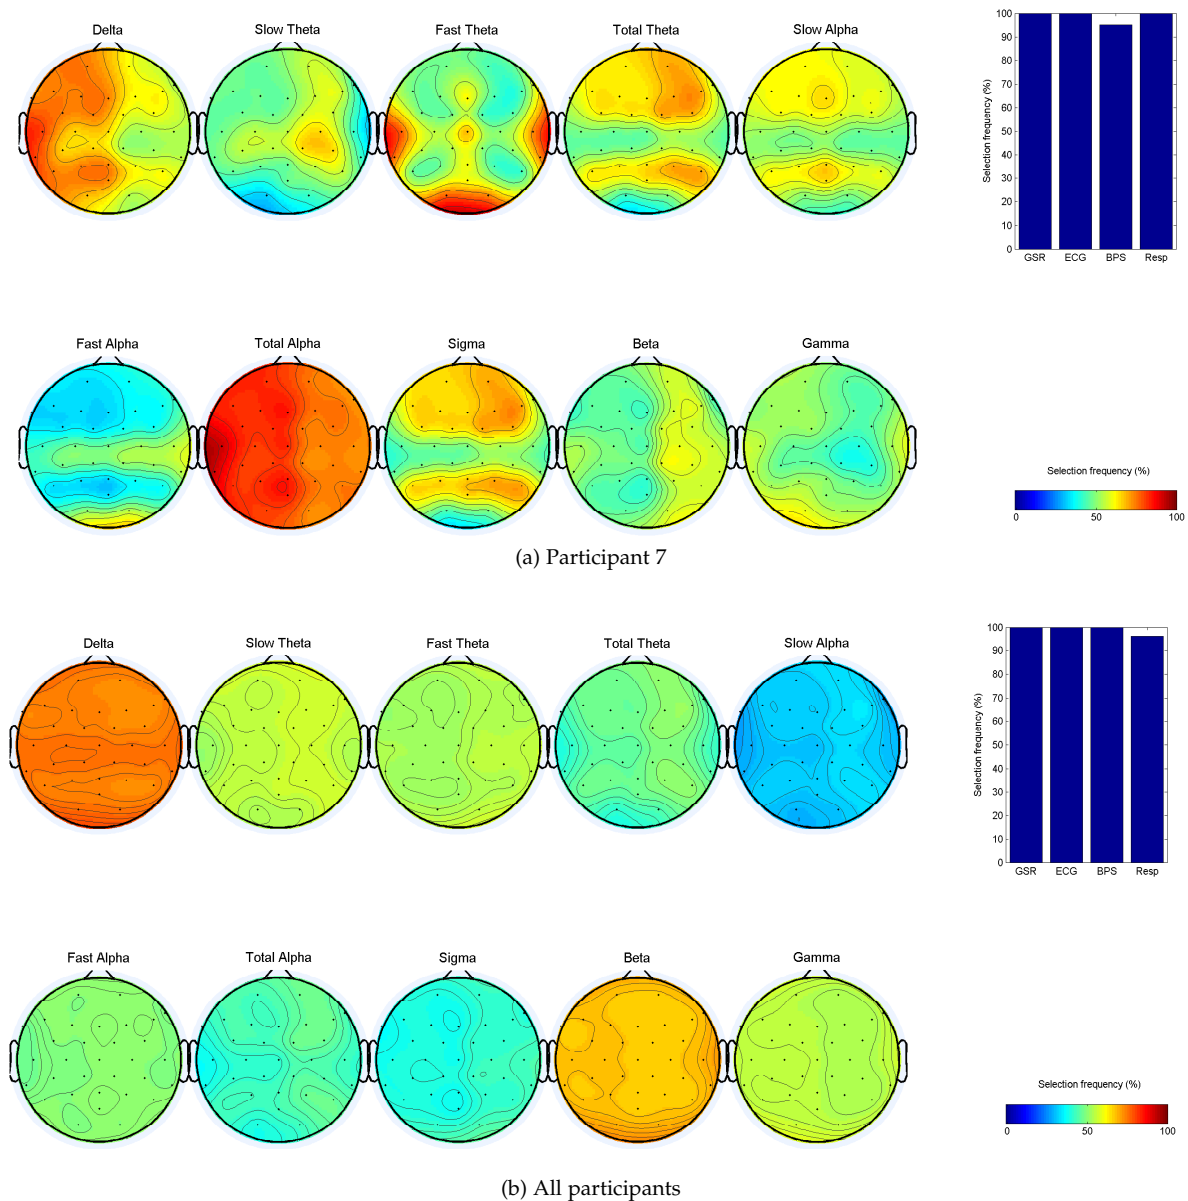 Delta Slow Theta Fast Theta Total Theta Slow Alpha
100
90
80
70
60
50
40
30
20
10
0
Selection frequency (%)
GSR ECG BPS Resp
Fast Alpha Total Alpha Sigma Beta Gamma
Selection frequency (%)
0 50 100
(a) Participant 7
Delta Slow Theta Fast Theta Total Theta Slow Alpha
100
90
80
70
60
50
40
30
20
10
0
Selection frequency (%)
GSR ECG BPS Resp
Fast Alpha Total Alpha Sigma Beta Gamma
Selection frequency (%)
0 50 100
(b) All participants